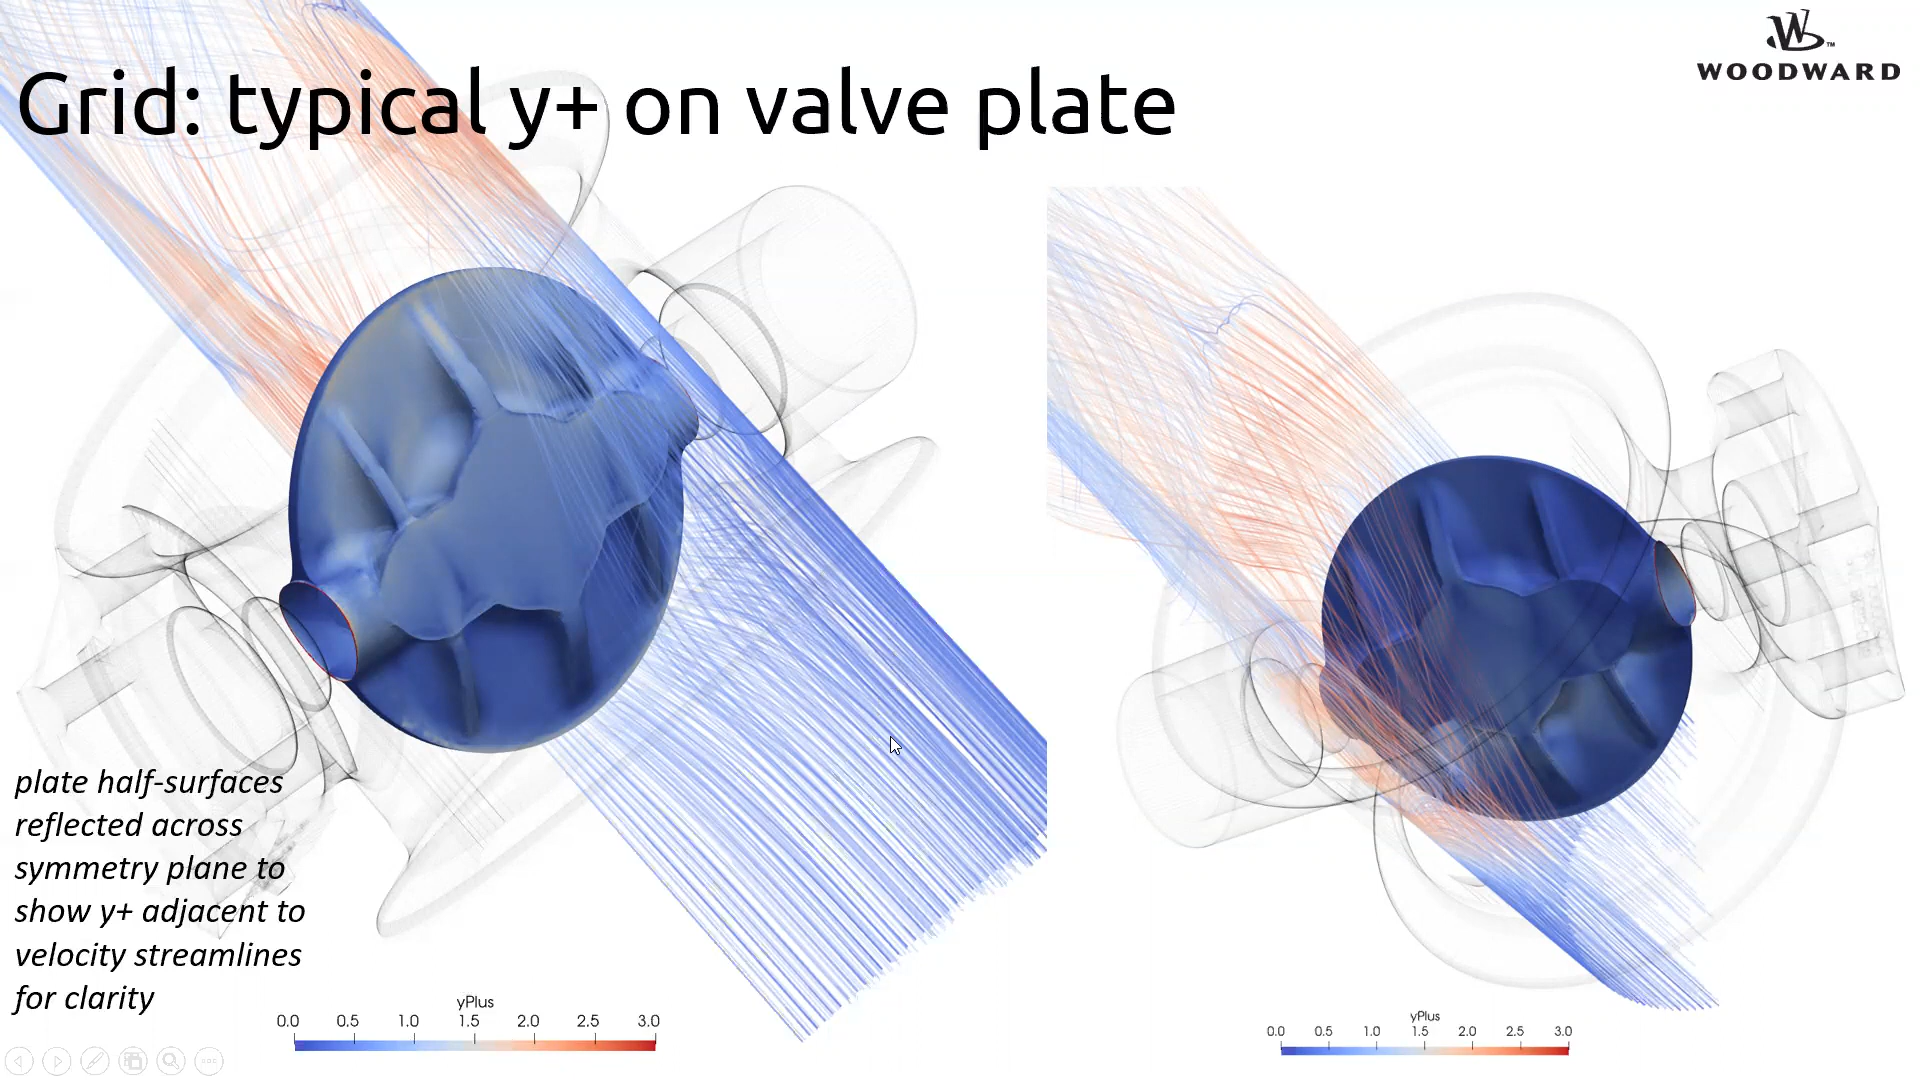 WOODWARD
Grid: typical y+ on valve plate
plate half-surfaces
reflected across
symmetry plane to
show y+ adjacent to
velocity streamlines
for clarity
yPlus
0.0 0.5 1.0 1.5 2.0 2.5 3.0
yPlus
0.0 0.5 1.0 1.5 2.0 2.5 3.0